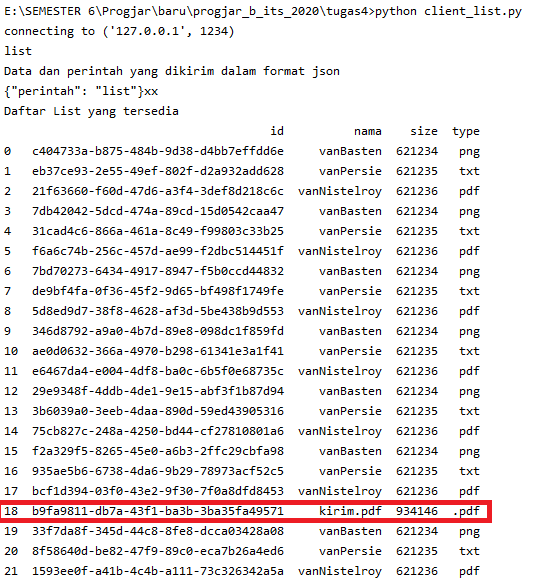 E:\SEMESTER 6\Progjar\baru\progjar_b_its_2020\tugas4>python client_list.py
connecting to ('127.0.0.1', 1234)
list
Data dan perintah yang dikirim dalam format json
{"perintah": "list"}xx
Daftar List yang tersedia
id nama size type
0 c404733a-b875-484b-9d38-d4bb7effdd6e vanBasten 621234 png
1 eb37ce93-2e55-49ef-802f-d2a932add628 vanPersie 621235 txt
2 21f63660-f60d-47d6-a3f4-3def8d218c6c vanNistelroy 621236 pdf
3 7db42042-5dcd-474a-89cd-15d0542caa47 vanBasten 621234 png
4 31cad4c6-866a-461a-8c49-f99803c33b25 vanPersie 621235 txt
5 f6a6c74b-256c-457d-ae99-f2dbc514451f vanNistelroy 621236 pdf
6 7bd70273-6434-4917-8947-f5b0ccd44832 vanBasten 621234 png
7 de9bf4fa-0f36-45f2-9d65-bf498f1749fe vanPersie 621235 txt
8 5d8ed9d7-38f8-4628-af3d-5be438b9d553 vanNistelroy 621236 pdf
9 346d8792-a9a0-4b7d-89e8-098dc1f859fd vanBasten 621234 png
10 ae0d0632-366a-4970-b298-61341e3a1f41 vanPersie 621235 txt
11 e6467da4-e004-4df8-ba0c-6b5f0e68735c vanNistelroy 621236 pdf
12 29e9348f-4ddb-4de1-9e15-abf3f1b87d94 vanBasten 621234 png
13 3b6039a0-3eeb-4daa-890d-59ed43905316 vanPersie 621235 txt
14 75cb827c-248a-4250-bd44-cf27810801a6 vanNistelroy 621236 pdf
15 f2a329f5-8265-45e0-a6b3-2ffc29cbfa98 vanBasten 621234 png
16 935ae5b6-6738-4da6-9b29-78973acf52c5 vanPersie 621235 txt
17 bcf1d394-03f0-43e2-9f30-7f0a8dfd8453 vanNistelroy 621236 pdf
18 b9fa9811-db7a-43f1-ba3b-3ba35fa49571 kirim.pdf 934146 .pdf
19 33f7da8f-345d-44c8-8fe8-dcca03428a08 vanBasten 621234 png
20 8f58640d-be82-47f9-89c0-eca7b26a4ed6 vanPersie 621235 txt
21 1593ee0f-a41b-4c4b-a111-73c326342a5a vanNistelroy 621236 pdf